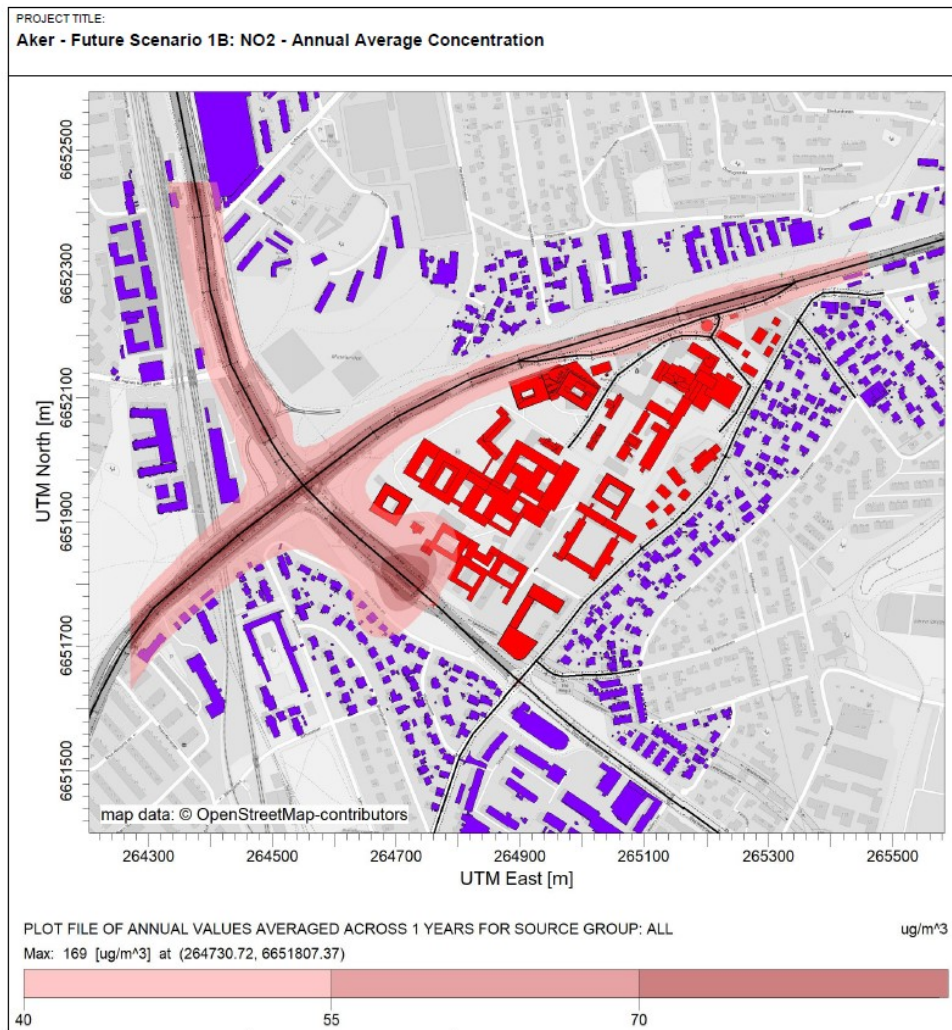 PROJECT TITLE:
Aker - Future Scenario 1B: NO2 - Annual Average Concentration
UTM North [m]
6652500
6652300
6652100
6651900
6651700
6651500
map data: © OpenStreetMap-contributors
264300 264500 264700 264900 265100 265300 265500
UTM East [m]
PLOT FILE OF ANNUAL VALUES AVERAGED ACROSS 1 YEARS FOR SOURCE GROUP: ALL ug/m^3
Max: 169 [ug/m^3] at (264730.72, 6651807.37)
40 55 70